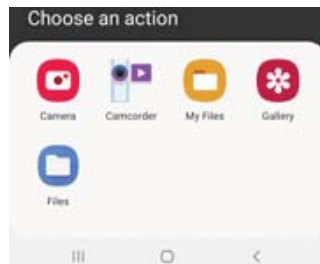 Choose an action
Camera
Camcorder
My Files
Gallery
Files